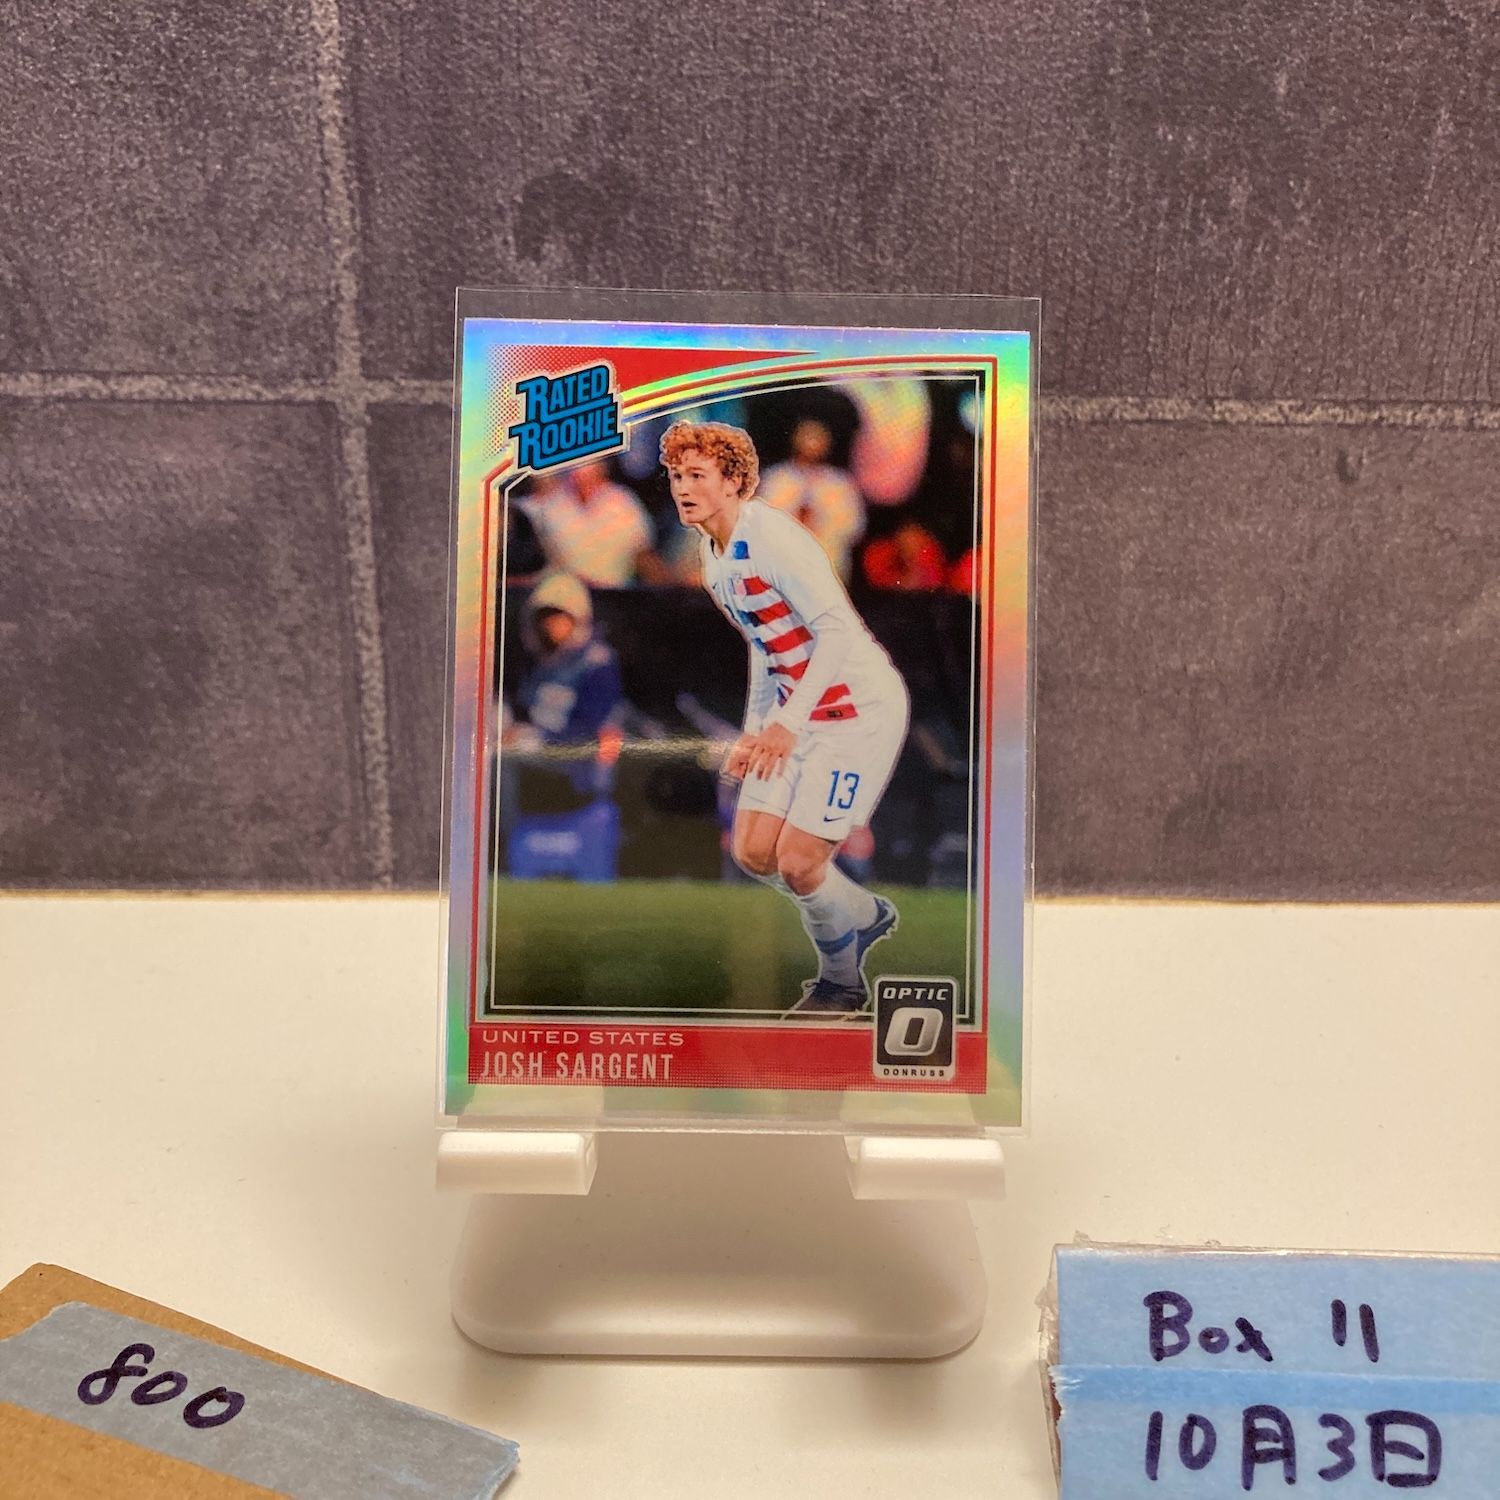 RATED
ROOKIE
13
OPTIC
O
DONRUSS
UNITED STATES
JOSH SARGENT
800
Box 11
10月3日